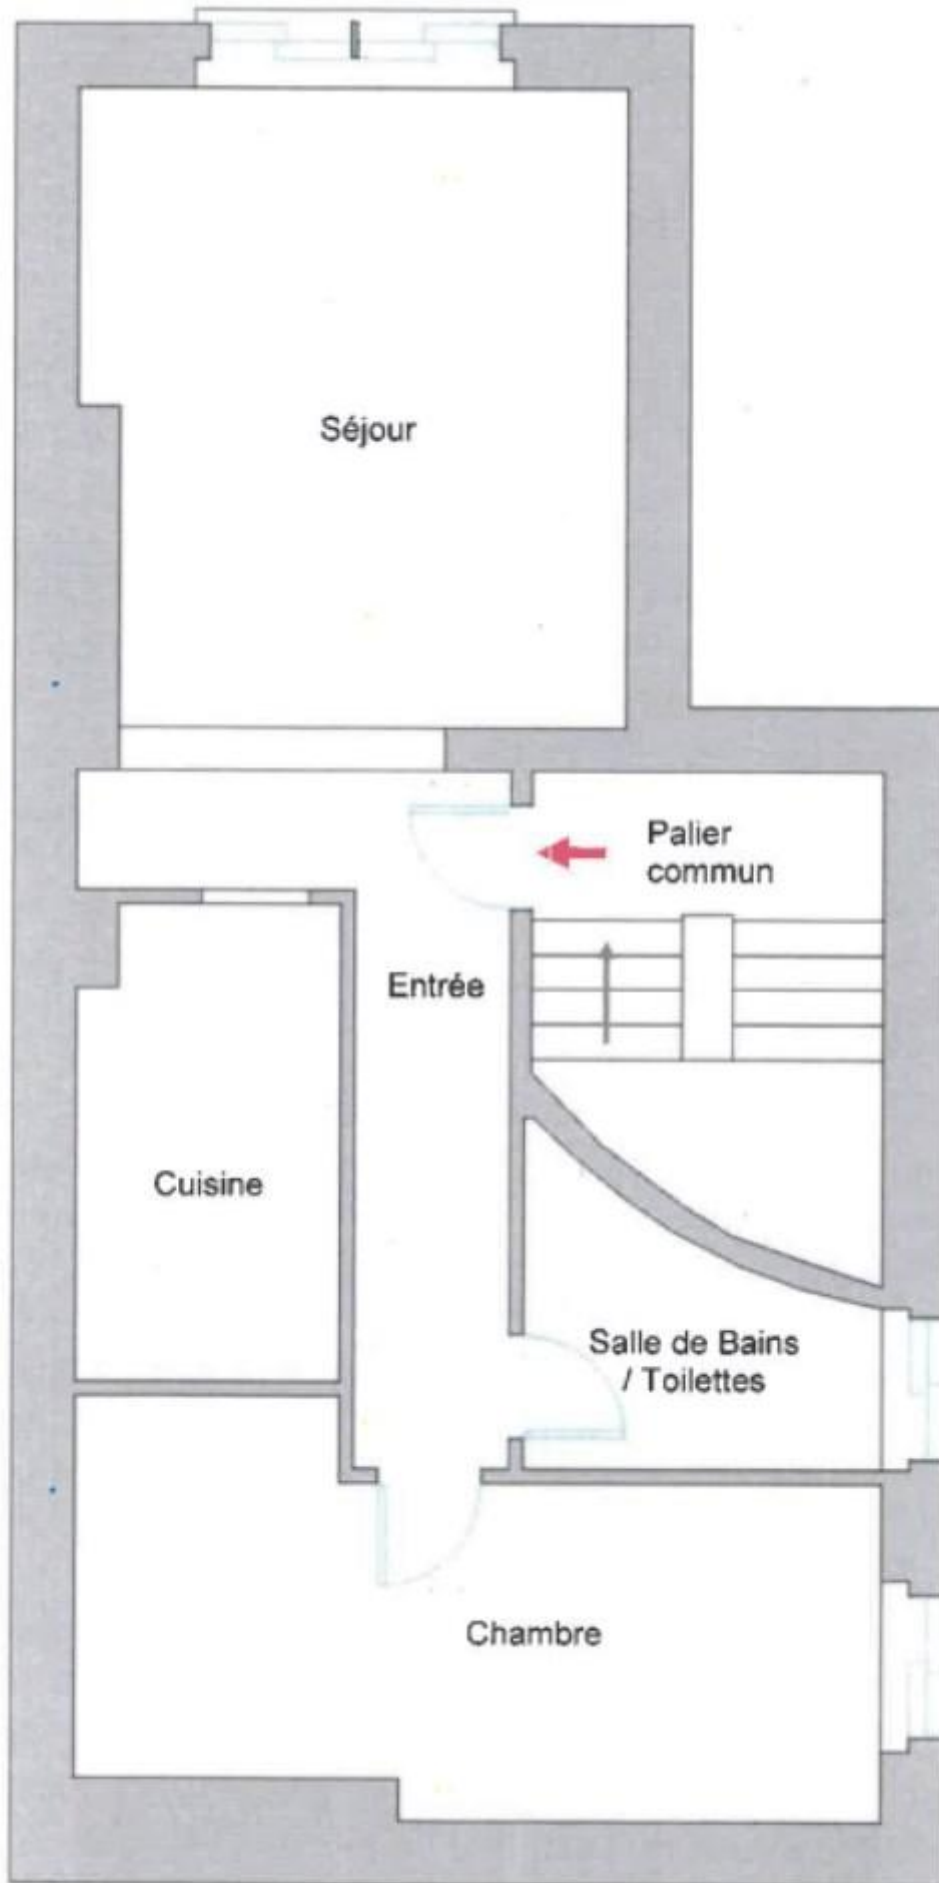 Séjour
Palier
commun
Entrée
Cuisine
Salle de Bains
/ Toilettes
Chambre